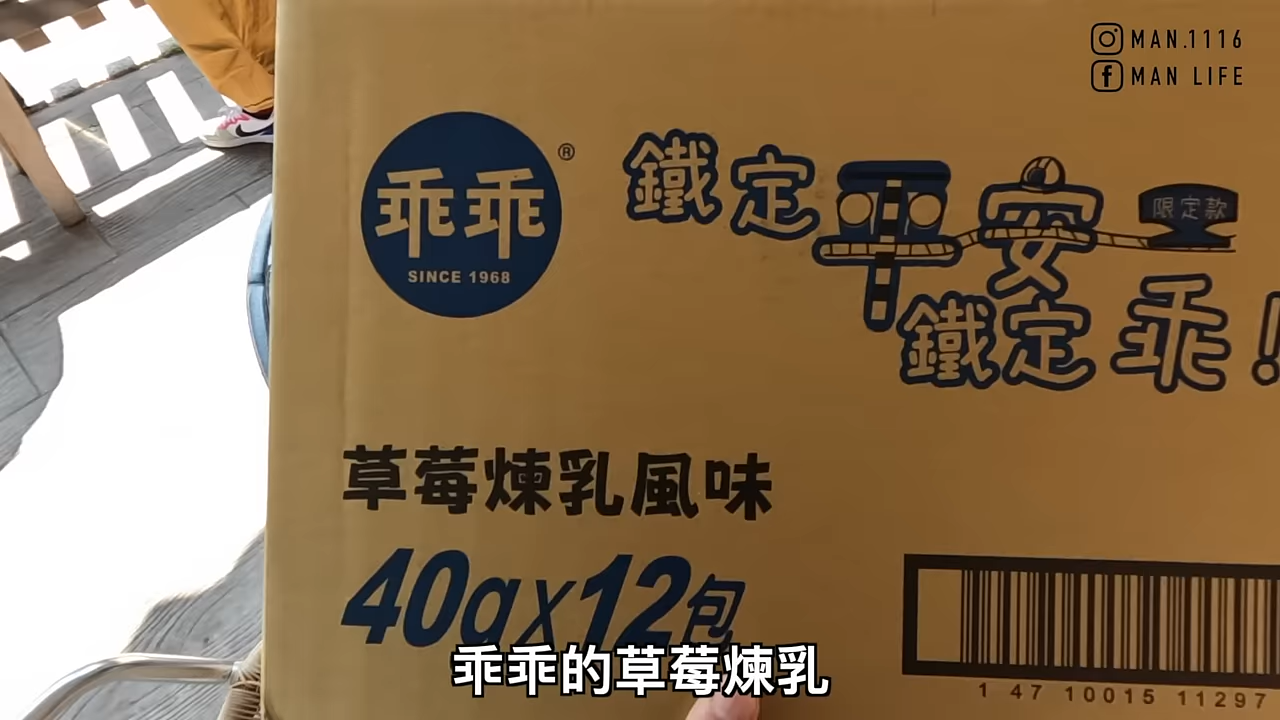 MAN.1116
MAN LIFE
乖乖®
SINCE 1968
鐵定平安
限定款
鐵定乖!
草莓煉乳風味
40gx12包
1 47 10015 11297
乖乖的草莓煉乳